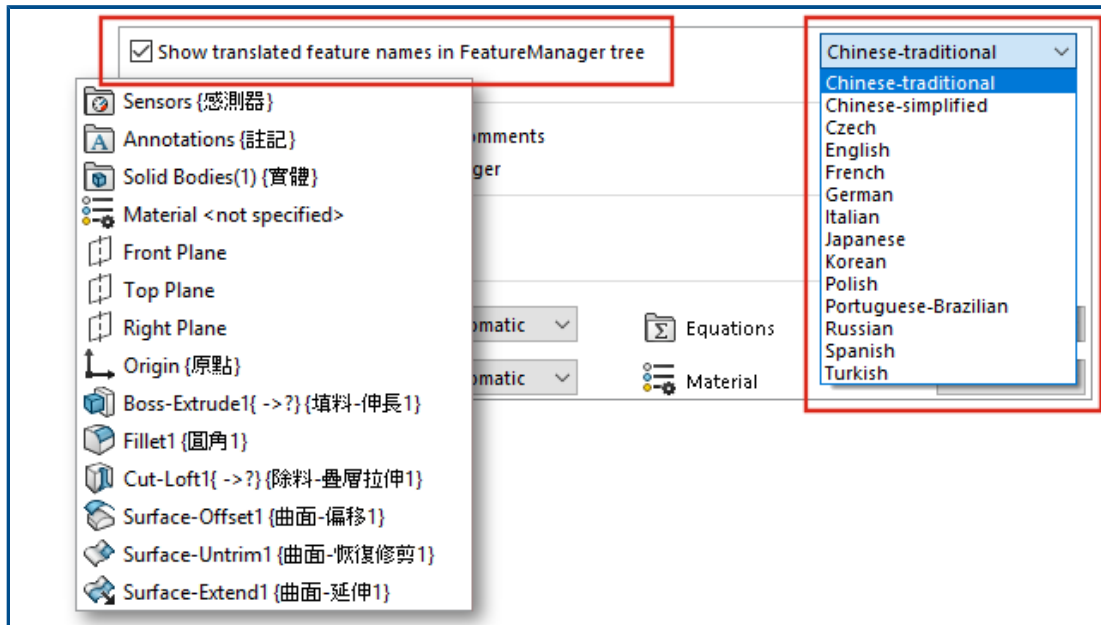 Show translated feature names in FeatureManager tree
Chinese-traditional
Chinese-traditional
Chinese-simplified
Czech
English
French
German
Italian
Japanese
Korean
Polish
Portuguese-Brazilian
Russian
Spanish
Turkish
Sensors {感測器}
Annotations {註記}
Solid Bodies(1) {實體}
Material <not specified>
Front Plane
Top Plane
Right Plane
Origin {原點}
Boss-Extrude1{ ->?} {填料-伸長1}
Fillet1 {圓角1}
Cut-Loft1{ ->?} {除料-疊層拉伸1}
Surface-Offset1 {曲面-偏移1}
Surface-Untrim1 {曲面-恢復修剪1}
Surface-Extend1 {曲面-延伸1}
mments
ger
omatic
Equations
omatic
Material